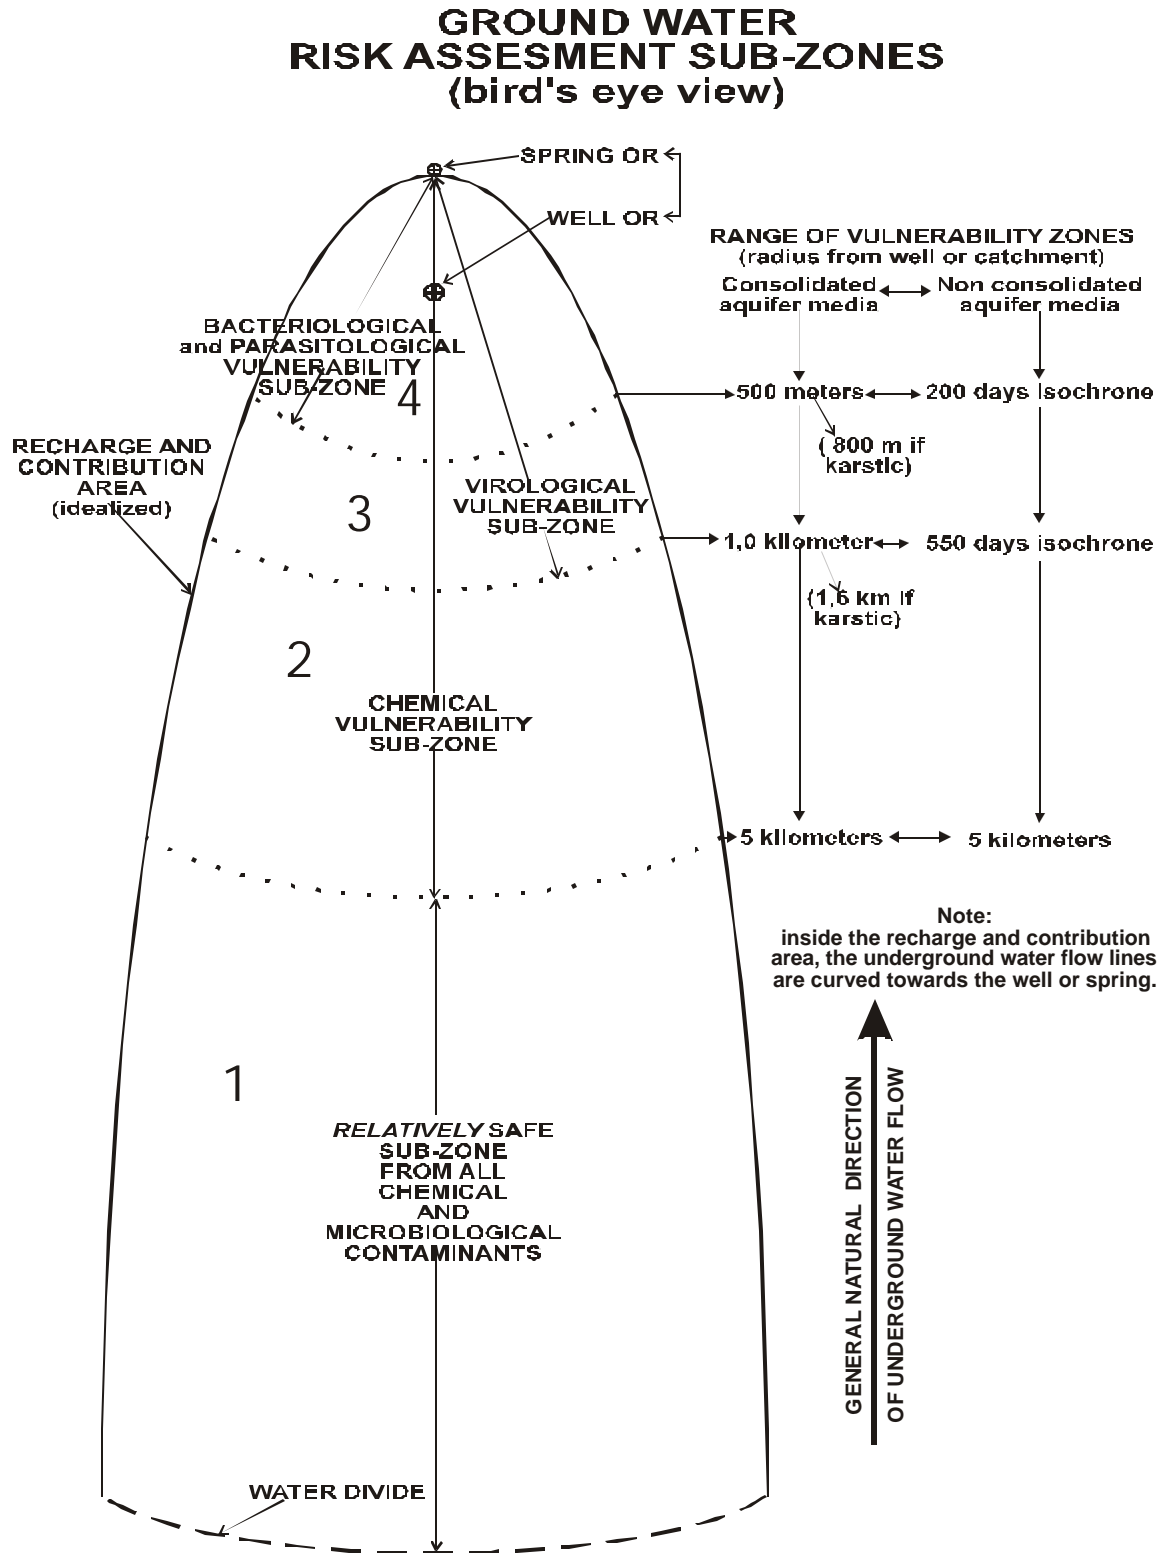 GROUND WATER
RISK ASSESMENT SUB-ZONES
(bird's eye view)
SPRING OR
WELL OR
RANGE OF VULNERABILITY ZONES
(radius from well or catchment)
Consolidated
aquifer media
Non consolidated
aquifer media
BACTERIOLOGICAL
and PARASITOLOGICAL
VULNERABILITY
SUB-ZONE
4
500 meters
200 days isochrone
( 800 m if
karstic)
RECHARGE AND
CONTRIBUTION
AREA
(idealized)
3
VIROLOGICAL
VULNERABILITY
SUB-ZONE
1,0 kilometer
550 days isochrone
(1,6 km if
karstic)
2
CHEMICAL
VULNERABILITY
SUB-ZONE
5 kilometers
5 kilometers
Note:
inside the recharge and contribution
area, the underground water flow lines
are curved towards the well or spring.
1
RELATIVELY SAFE
SUB-ZONE
FROM ALL
CHEMICAL
AND
MICROBIOLOGICAL
CONTAMINANTS
GENERAL NATURAL DIRECTION
OF UNDERGROUND WATER FLOW
WATER DIVIDE